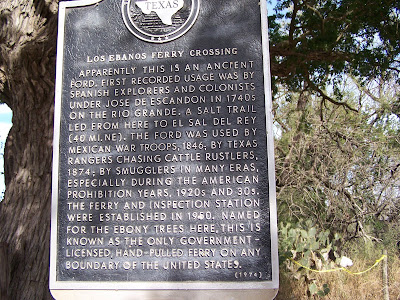 TEXAS
LOS EBANOS FERRY CROSSING
APPARENTLY THIS IS AN ANCIENT
FORD. FIRST RECORDED USAGE WAS BY
SPANISH EXPLORERS AND COLONISTS
UNDER JOSE DE ESCANDON IN 1740s
ON THE RIO GRANDE. A SALT TRAIL
LED FROM HERE TO EL SAL DEL REY
(40 MI. NE). THE FORD WAS USED BY
MEXICAN WAR TROOPS, 1846; BY TEXAS
RANGERS CHASING CATTLE RUSTLERS,
1874; BY SMUGGLERS IN MANY ERAS,
ESPECIALLY DURING THE AMERICAN
PROHIBITION YEARS, 1920s AND 30s.
THE FERRY AND INSPECTION STATION
WERE ESTABLISHED IN 1950. NAMED
FOR THE EBONY TREES HERE, THIS IS
KNOWN AS THE ONLY GOVERNMENT-
LICENSED, HAND-PULLED FERRY ON ANY
BOUNDARY OF THE UNITED STATES.
(1974)